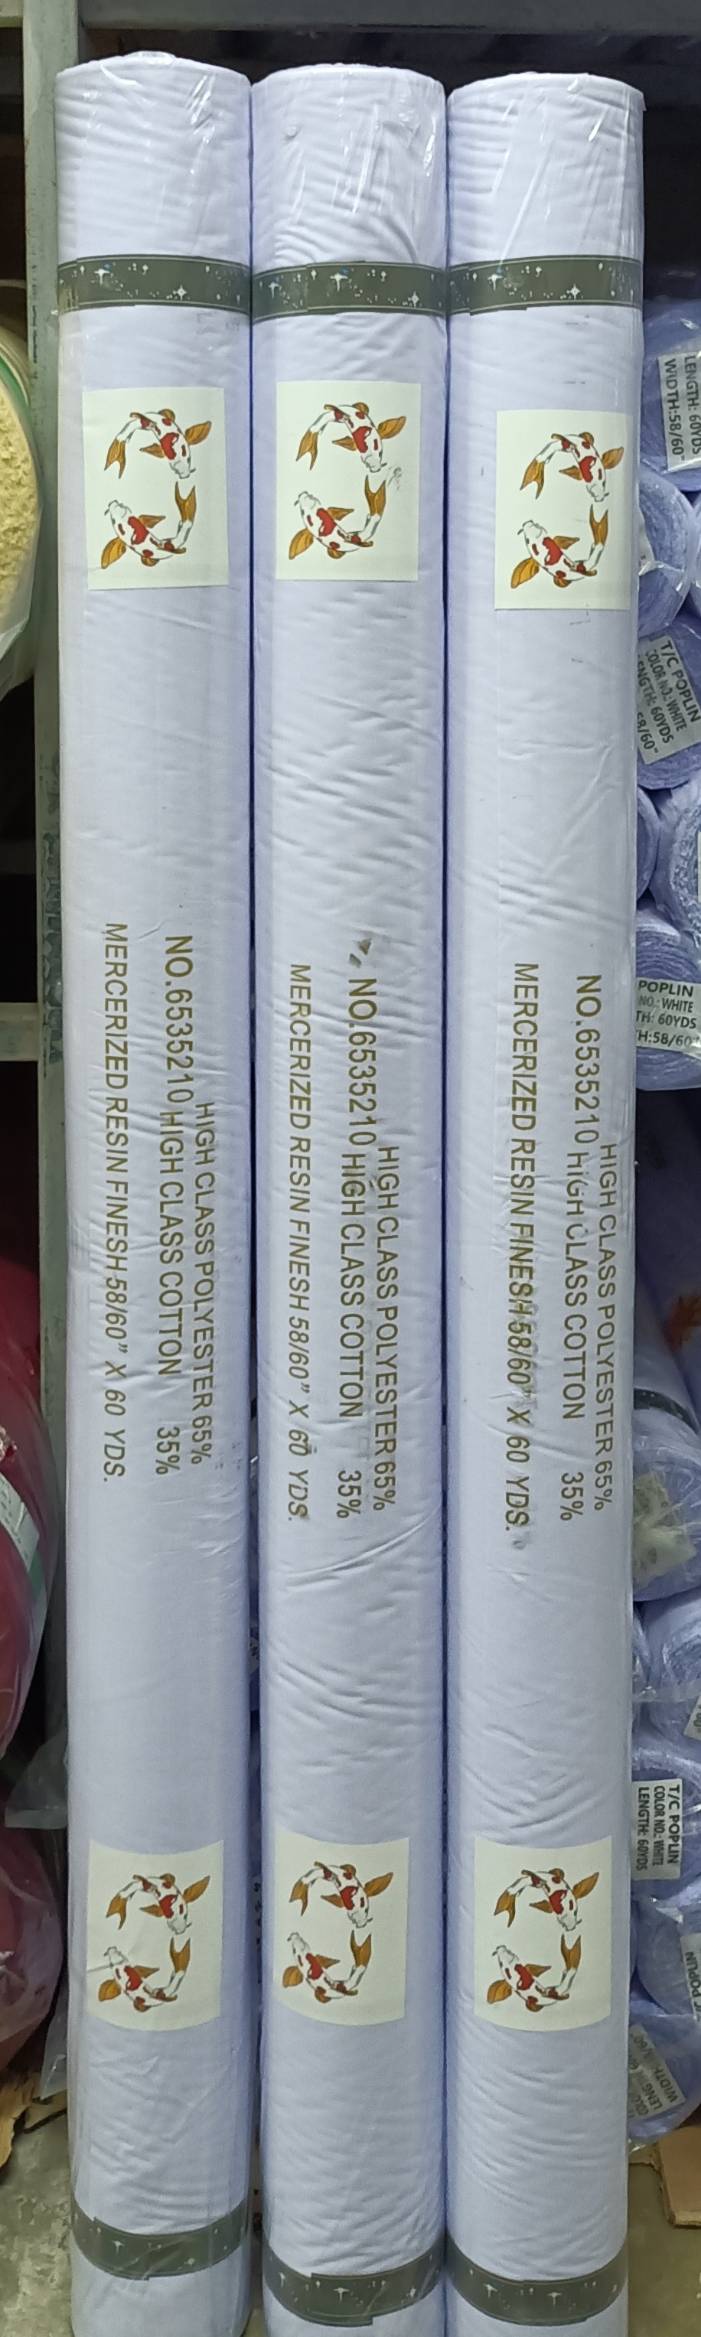 HIGH CLASS POLYESTER 65%
NO.6535210 HIGH CLASS COTTON 35%
MERCERIZED RESIN FINESH 58/60" X 60 YDS.
HIGH CLASS POLYESTER 65%
NO.6535210 HIGH CLASS COTTON 35%
MERCERIZED RESIN FINESH 58/60" X 60 YDS.
HIGH CLASS POLYESTER 65%
NO.6535210 HIGH CLASS COTTON 35%
MERCERIZED RESIN FINESH 58/60" X 60 YDS.
LENGTH: 60YDS
WIDTH:58/60"
T/C POPLIN
COLOR NO.: WHITE
LENGTH: 60YDS
58/60"
POPLIN
NO.: WHITE
TH: 60YDS
H:58/60"
T/C POPLIN
COLOR NO.: WHITE
LENGTH: 60YDS
POPLIN